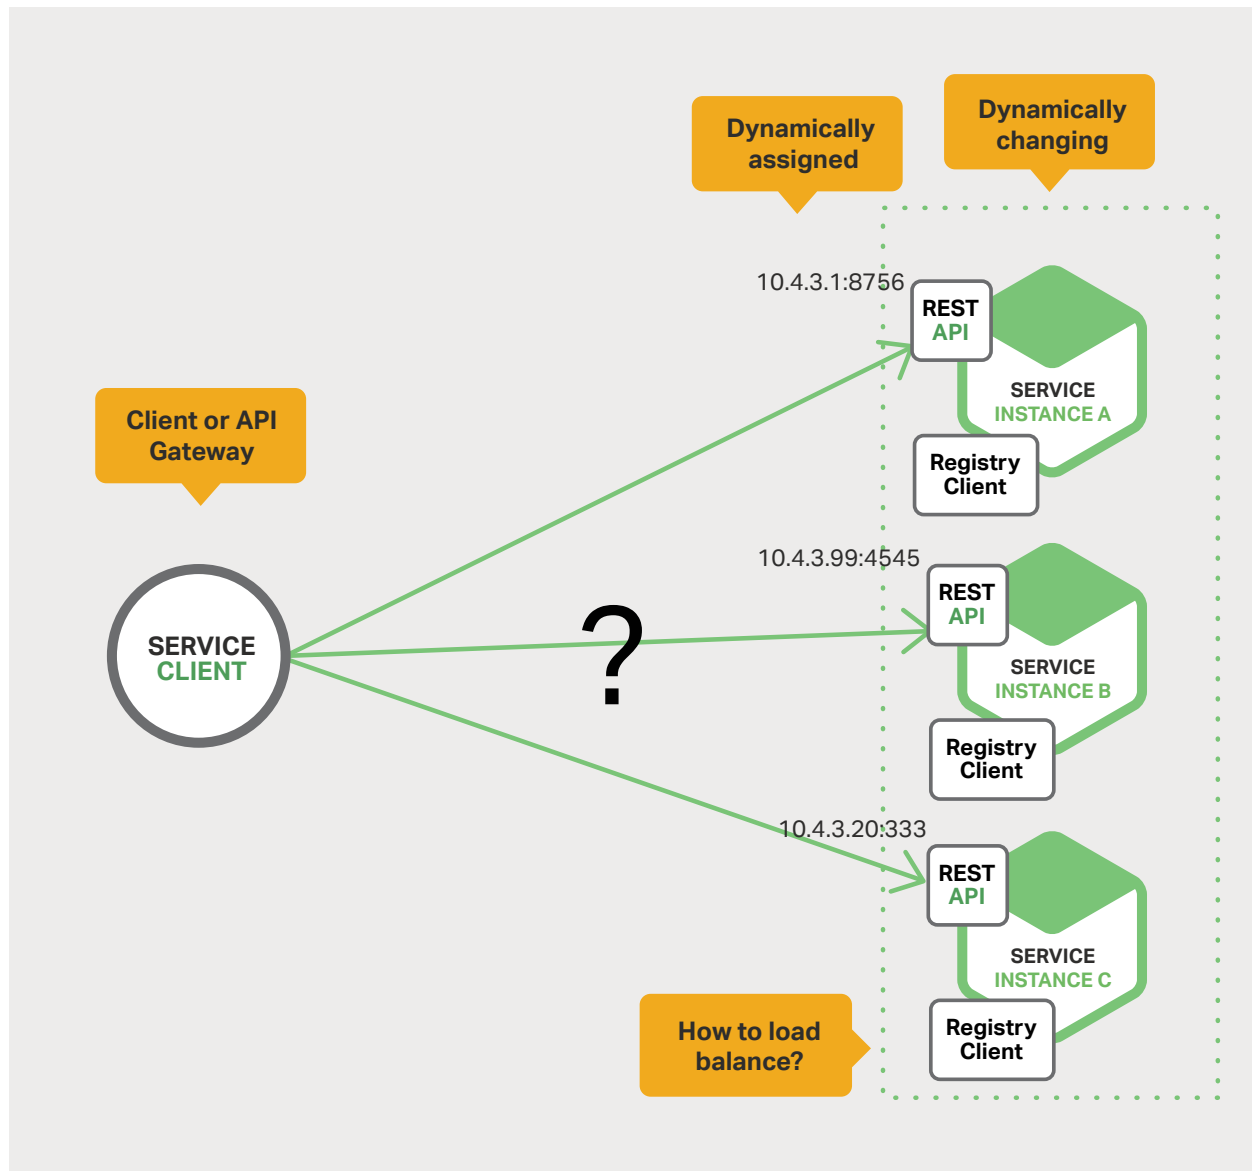 Dynamically
assigned
Dynamically
changing
10.4.3.1:8756
REST
API
SERVICE
INSTANCE A
Registry
Client
Client or API
Gateway
SERVICE
CLIENT
?
10.4.3.99:4545
REST
API
SERVICE
INSTANCE B
Registry
Client
10.4.3.20:333
REST
API
SERVICE
INSTANCE C
Registry
Client
How to load
balance?